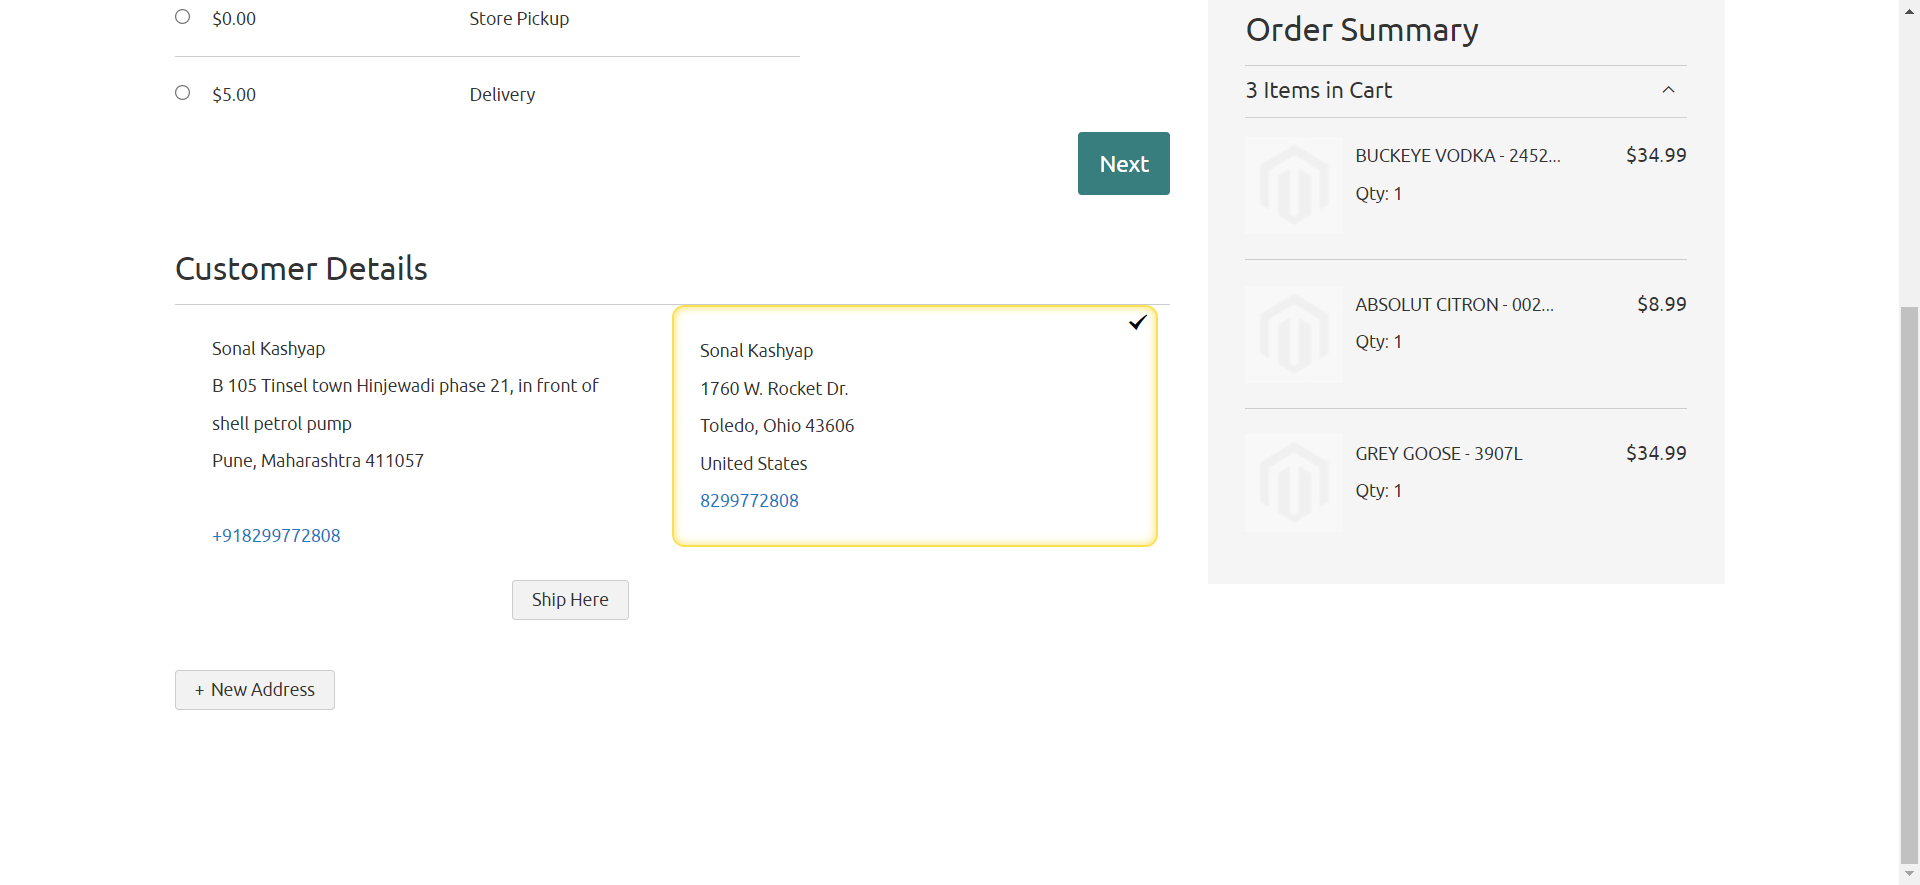 $0.00 Store Pickup
$5.00 Delivery
Next
Customer Details
Sonal Kashyap
B 105 Tinsel town Hinjewadi phase 21, in front of
shell petrol pump
Pune, Maharashtra 411057
+918299772808
Ship Here
Sonal Kashyap
1760 W. Rocket Dr.
Toledo, Ohio 43606
United States
8299772808
+ New Address
Order Summary
3 Items in Cart
BUCKEYE VODKA - 2452... $34.99
Qty: 1
ABSOLUT CITRON - 002... $8.99
Qty: 1
GREY GOOSE - 3907L $34.99
Qty: 1